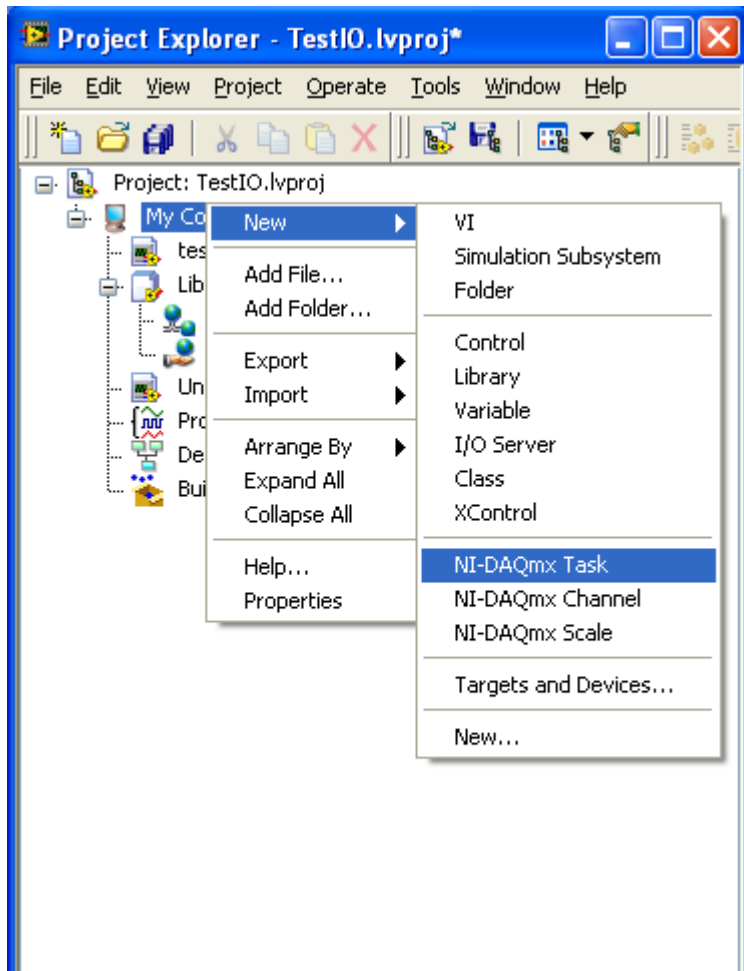 Project Explorer - TestIO.lvproj*
File Edit View Project Operate Tools Window Help
Project: TestIO.lvproj
My Co
tes
Lib
Un
Pro
De
Bui
New
Add File...
Add Folder...
Export
Import
Arrange By
Expand All
Collapse All
Help...
Properties
VI
Simulation Subsystem
Folder
Control
Library
Variable
I/O Server
Class
XControl
NI-DAQmx Task
NI-DAQmx Channel
NI-DAQmx Scale
Targets and Devices...
New...